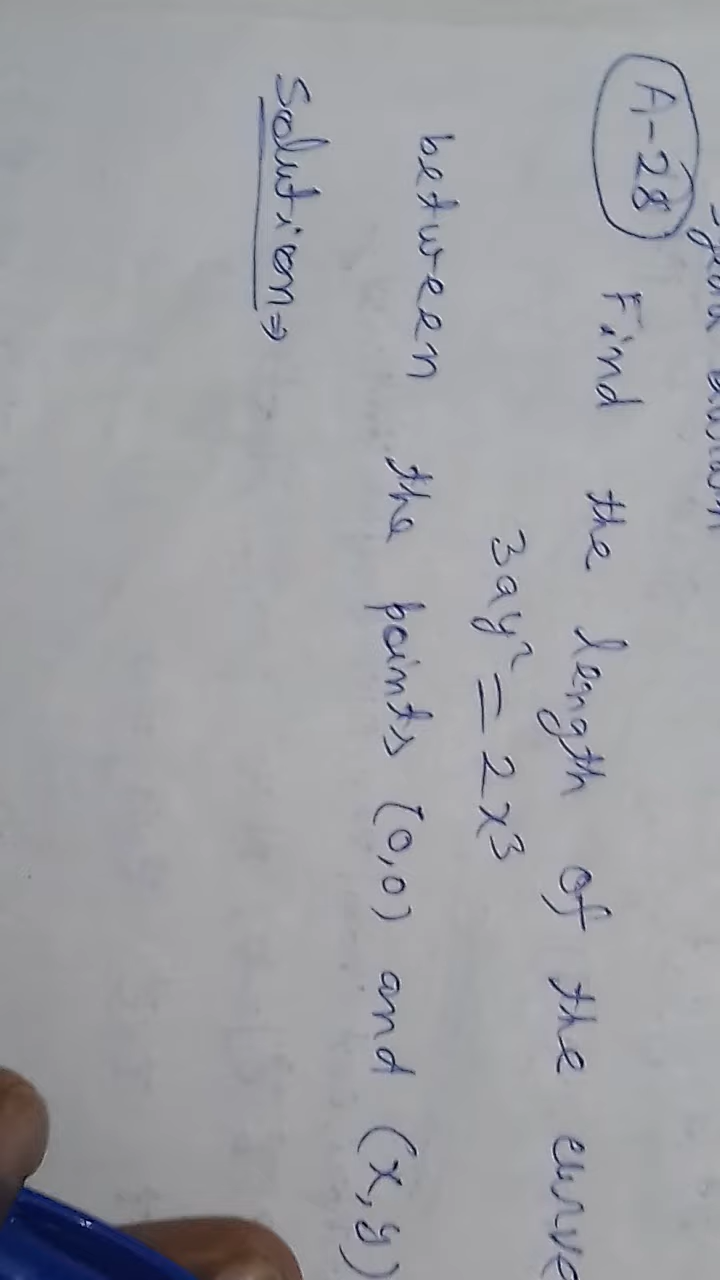 A-28 Find the length of the curve
3ay² = 2x³
between the points (0,0) and (x,y)
Solution ⇒